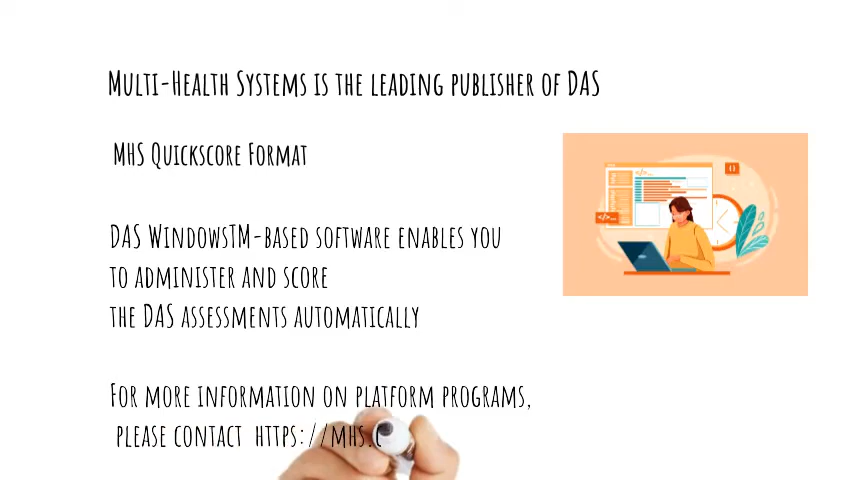 Multi-Health Systems is the leading publisher of DAS
MHS Quickscore Format
DAS WindowsTM-based software enables you
to administer and score
the DAS assessments automatically
For more information on platform programs,
please contact https://mhs.c